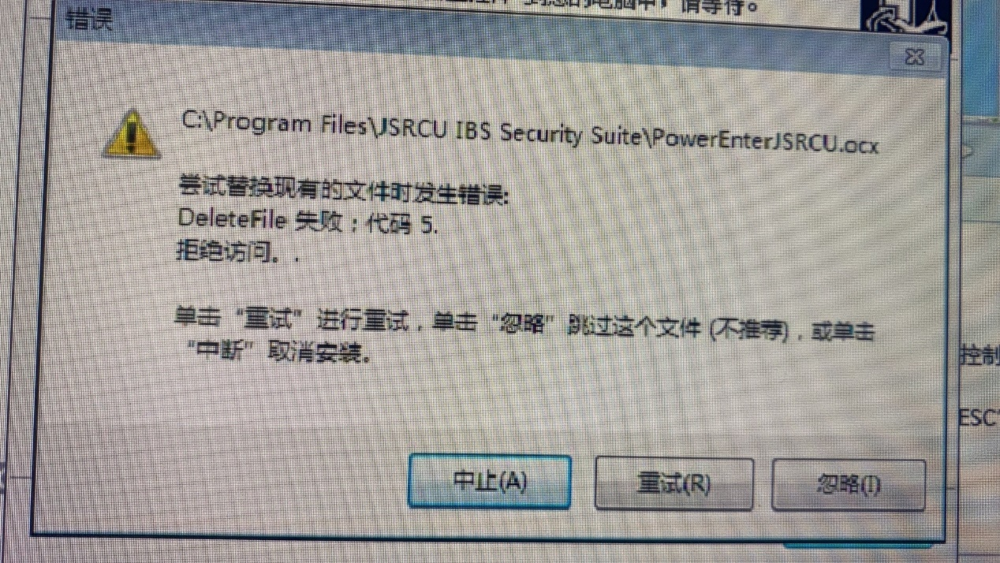 到您的电脑中，请等待。
错误
C:\Program Files\JSRCU IBS Security Suite\PowerEnterJSRCU.ocx
尝试替换现有的文件时发生错误:
DeleteFile 失败；代码 5.
拒绝访问。.
单击 “重试” 进行重试，单击 “忽略” 跳过这个文件 (不推荐)，或单击
“中断” 取消安装。
控制
ESC
中止(A)
重试(R)
忽略(I)